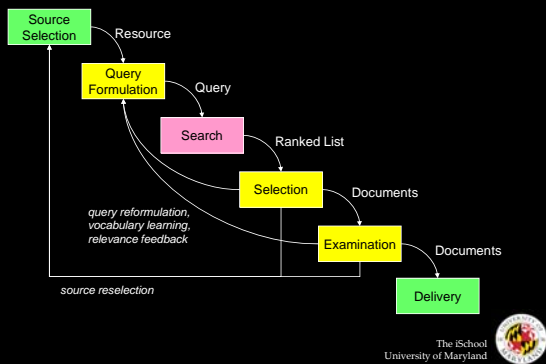 Source
Selection
Resource
Query
Formulation
Query
Search
Ranked List
Selection
Documents
query reformulation,
vocabulary learning,
relevance feedback
Examination
Documents
source reselection
Delivery
The iSchool
University of Maryland